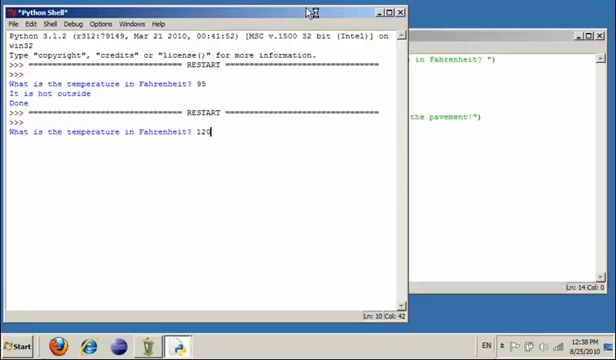 *Python Shell*
File Edit Shell Debug Options Windows Help
Python 3.1.2 (r312:79149, Mar 21 2010, 00:41:52) [MSC v.1500 32 bit (Intel)] on
win32
Type "copyright", "credits" or "license()" for more information.
>>> ================================ RESTART ================================
>>>
What is the temperature in Fahrenheit? 95
It is hot outside
Done
>>> ================================ RESTART ================================
>>>
What is the temperature in Fahrenheit? 120
e in Fahrenheit? ")
the pavement!")
Ln: 10 Col: 42
Ln: 14 Col: 0
Start
EN
12:38 PM
8/25/2010